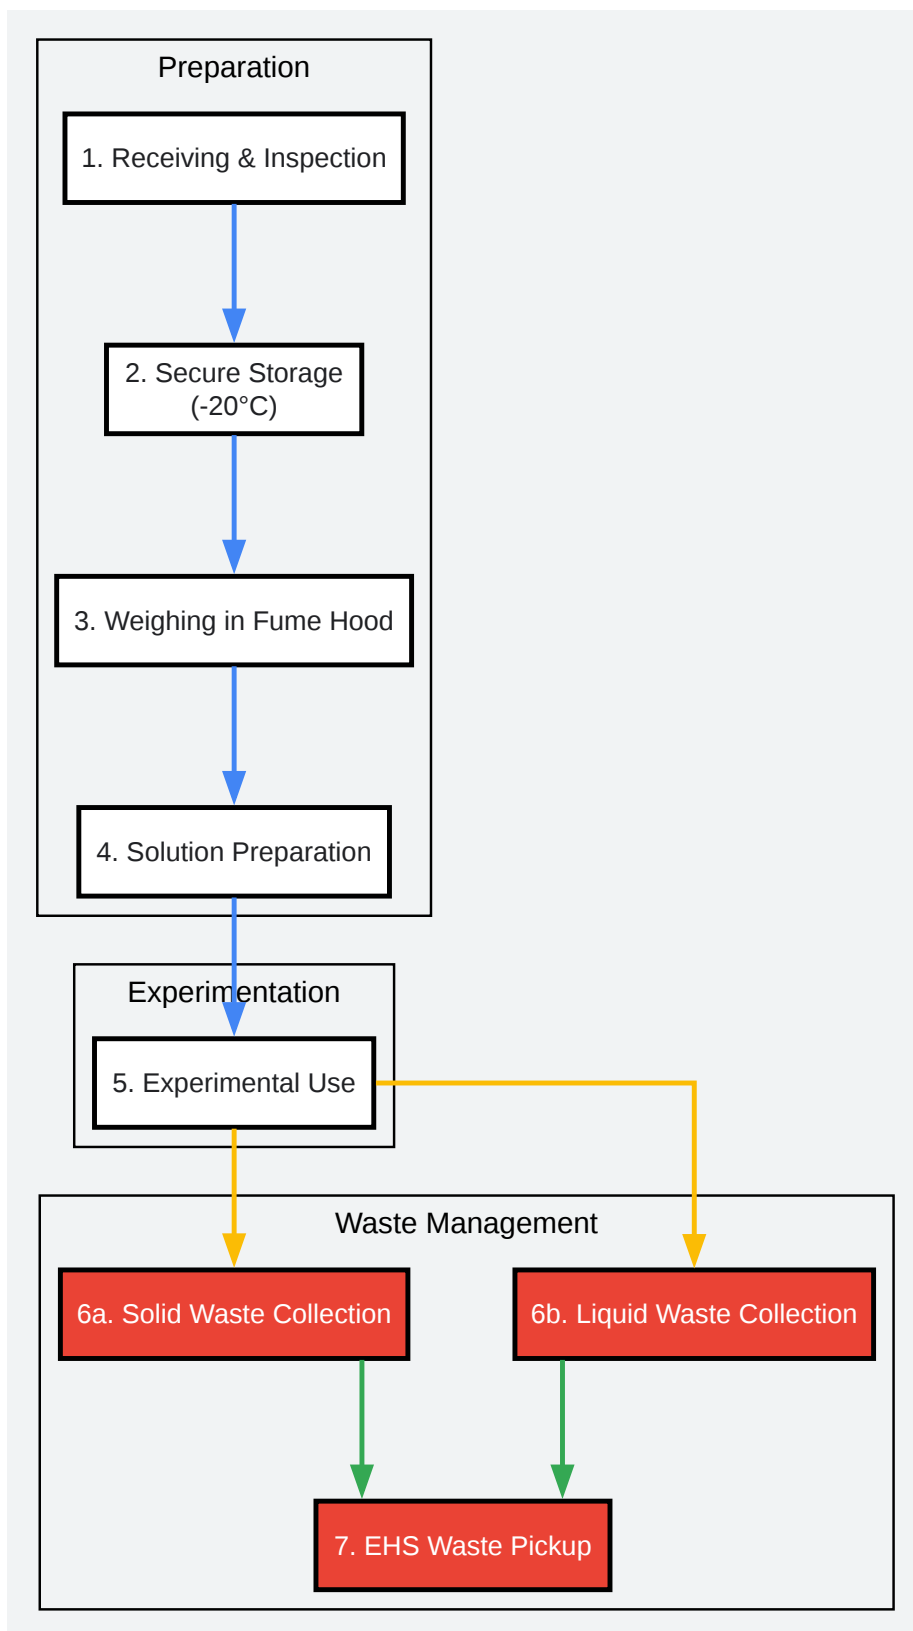 Preparation
1. Receiving & Inspection
2. Secure Storage
(-20°C)
3. Weighing in Fume Hood
4. Solution Preparation
Experimentation
5. Experimental Use
Waste Management
6a. Solid Waste Collection
6b. Liquid Waste Collection
7. EHS Waste Pickup